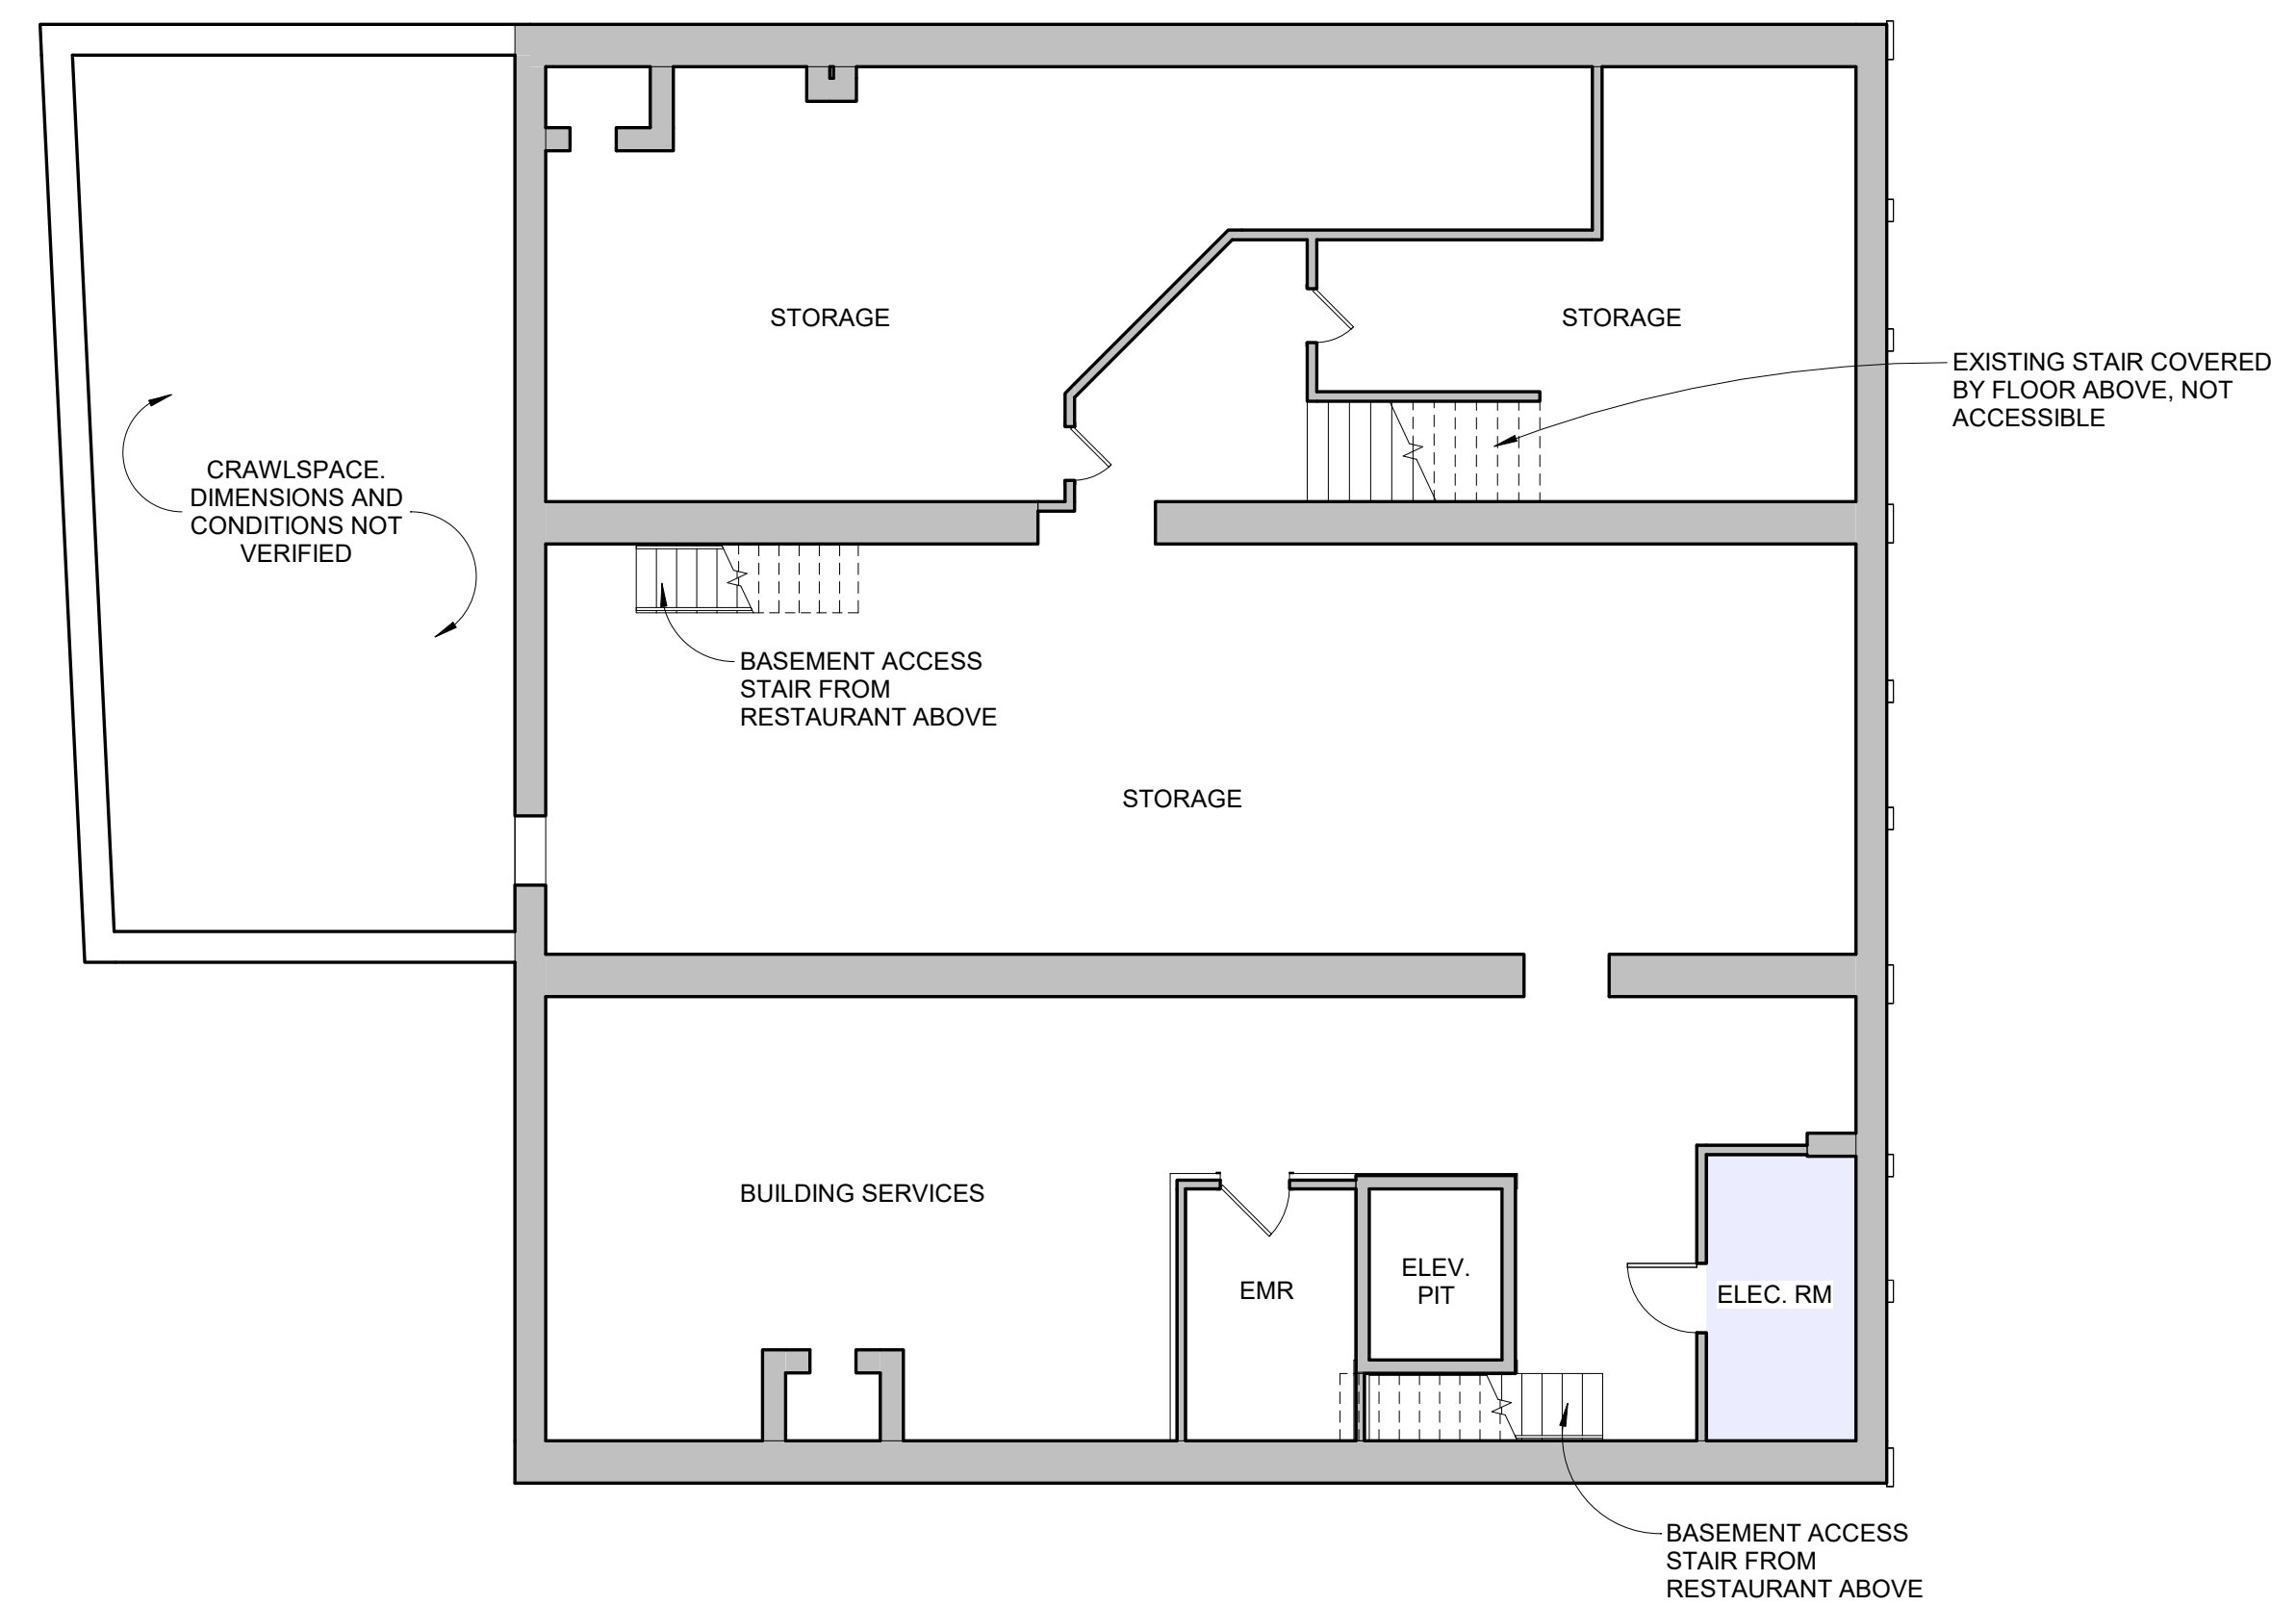 STORAGE
STORAGE
EXISTING STAIR COVERED
BY FLOOR ABOVE, NOT
ACCESSIBLE
CRAWLSPACE.
DIMENSIONS AND
CONDITIONS NOT
VERIFIED
BASEMENT ACCESS
STAIR FROM
RESTAURANT ABOVE
STORAGE
BUILDING SERVICES
EMR
ELEV.
PIT
ELEC. RM
BASEMENT ACCESS
STAIR FROM
RESTAURANT ABOVE